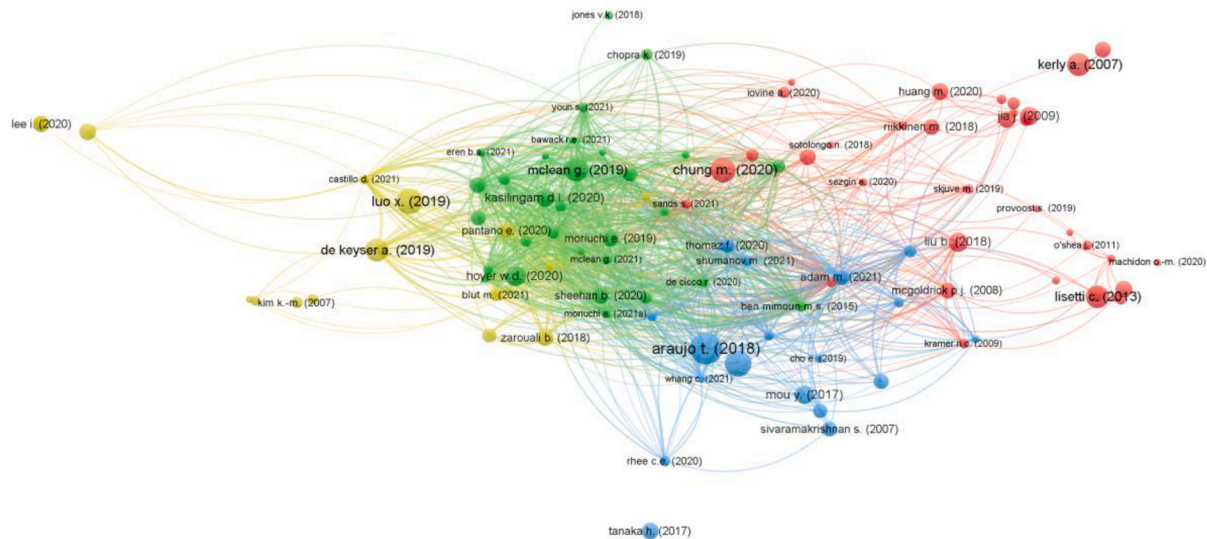 jones v.k. (2018)
chopra k. (2019)
kerly a. (2007)
iovine a. (2020)
huang m. (2020)
youn s. (2021)
jia j. (2009)
lee i. (2020)
riikkinen m. (2018)
bawack r.e. (2021)
sotolongo n. (2018)
eren b.a. (2021)
mclean g. (2019)
chung m. (2020)
castillo d. (2021)
sezgin e. (2020)
skjuve m. (2019)
luo x. (2019)
kasilingam d.l. (2020)
sands s. (2021)
provoost s. (2019)
pantano e. (2020)
moriuchi e. (2019)
thomaz f. (2020)
liu b. (2018)
o'shea j. (2011)
de keyser a. (2019)
mclean g. (2021)
shumanov m. (2021)
machidon o.-m. (2020)
hoyer w.d. (2020)
adam m. (2021)
de cicco r. (2020)
mcgoldrick p.j. (2008)
blut m. (2021)
sheehan b. (2020)
lisetti c. (2013)
kim k.-m. (2007)
ben mimoun m.s. (2015)
moriuchi e. (2021a)
zarouali b. (2018)
kramer n.c. (2009)
araujo t. (2018)
cho e. (2019)
whang c. (2021)
mou y. (2017)
sivaramakrishnan s. (2007)
rhee c.e. (2020)
tanaka h. (2017)